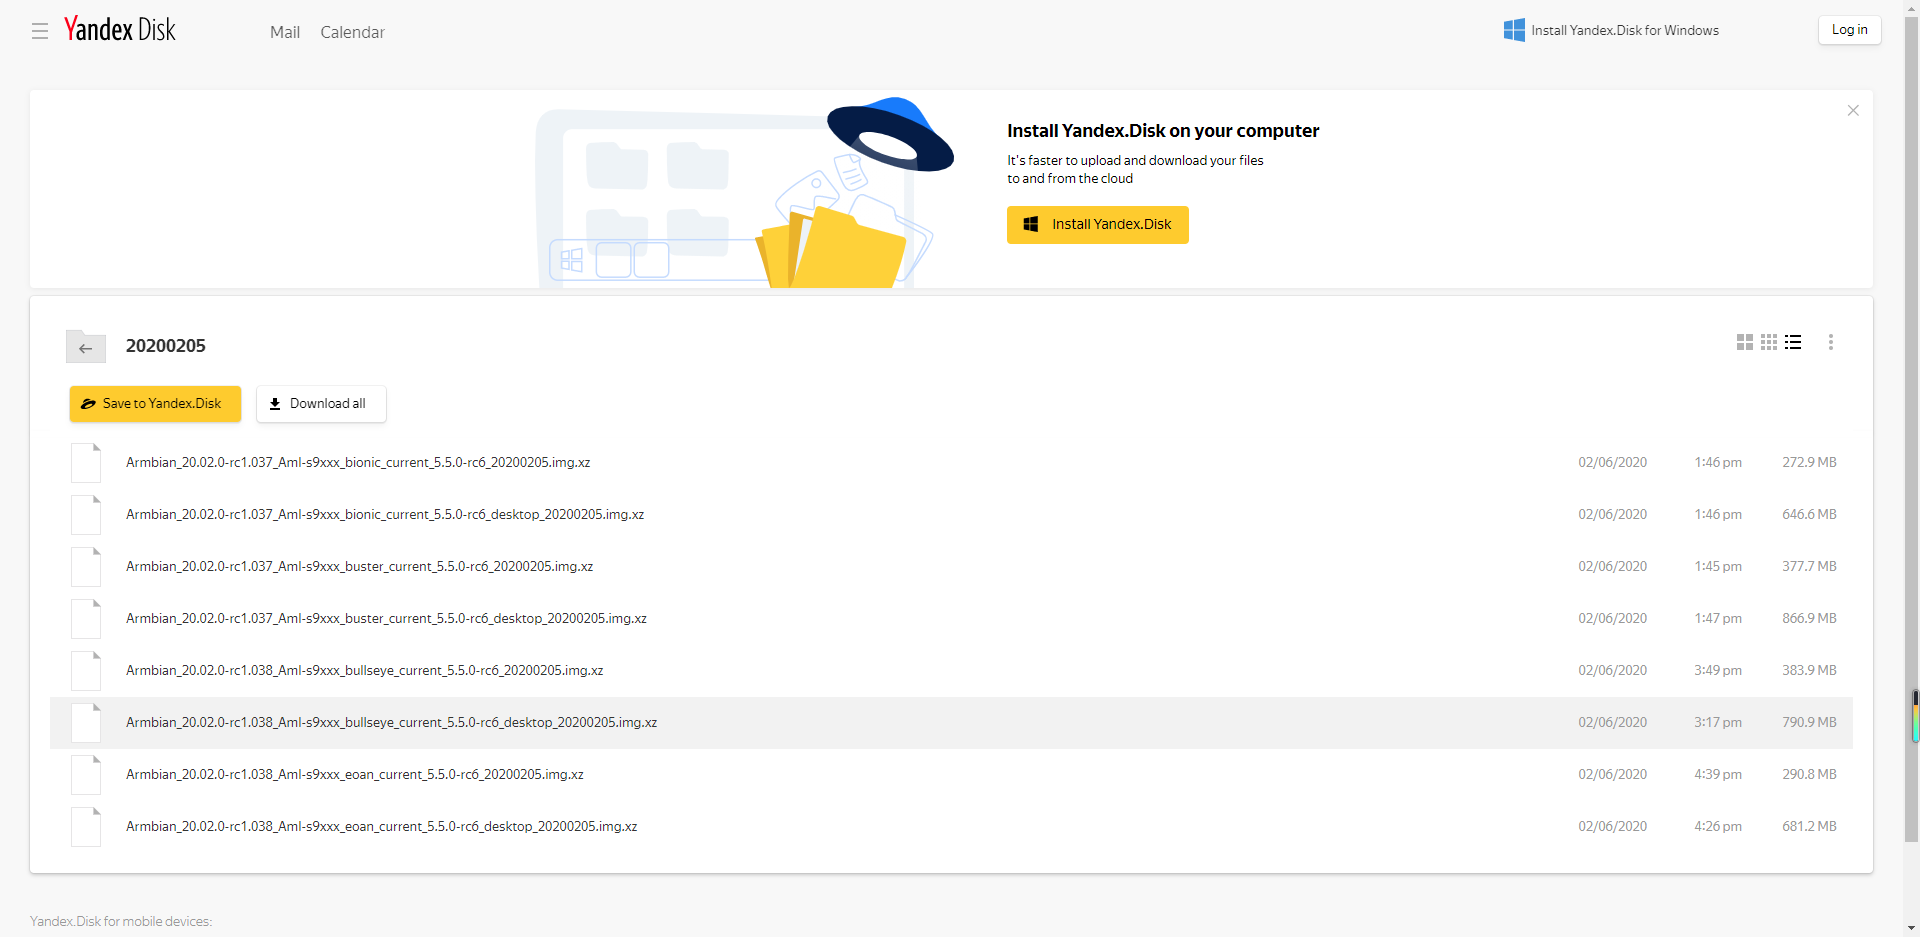 Yandex Disk
Mail
Calendar
Install Yandex.Disk for Windows
Log in
Install Yandex.Disk on your computer
It's faster to upload and download your files
to and from the cloud
Install Yandex.Disk
20200205
Save to Yandex.Disk
Download all
Armbian_20.02.0-rc1.037_Aml-s9xxx_bionic_current_5.5.0-rc6_20200205.img.xz 02/06/2020 1:46 pm 272.9 MB
Armbian_20.02.0-rc1.037_Aml-s9xxx_bionic_current_5.5.0-rc6_desktop_20200205.img.xz 02/06/2020 1:46 pm 646.6 MB
Armbian_20.02.0-rc1.037_Aml-s9xxx_buster_current_5.5.0-rc6_20200205.img.xz 02/06/2020 1:45 pm 377.7 MB
Armbian_20.02.0-rc1.037_Aml-s9xxx_buster_current_5.5.0-rc6_desktop_20200205.img.xz 02/06/2020 1:47 pm 866.9 MB
Armbian_20.02.0-rc1.038_Aml-s9xxx_bullseye_current_5.5.0-rc6_20200205.img.xz 02/06/2020 3:49 pm 383.9 MB
Armbian_20.02.0-rc1.038_Aml-s9xxx_bullseye_current_5.5.0-rc6_desktop_20200205.img.xz 02/06/2020 3:17 pm 790.9 MB
Armbian_20.02.0-rc1.038_Aml-s9xxx_eoan_current_5.5.0-rc6_20200205.img.xz 02/06/2020 4:39 pm 290.8 MB
Armbian_20.02.0-rc1.038_Aml-s9xxx_eoan_current_5.5.0-rc6_desktop_20200205.img.xz 02/06/2020 4:26 pm 681.2 MB
Yandex.Disk for mobile devices: